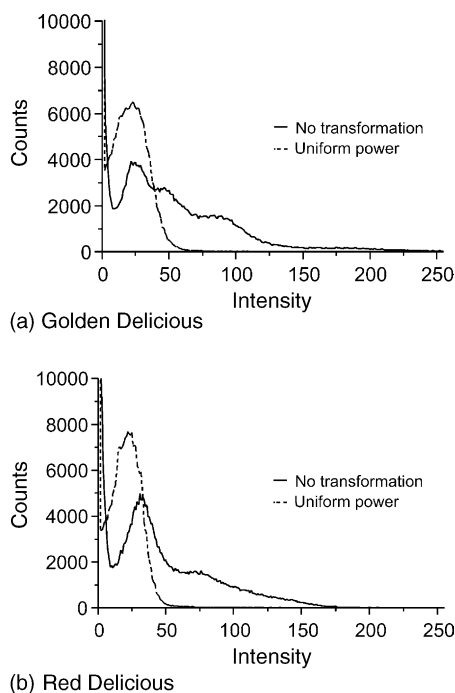 10000
8000
6000
4000
2000
0
Counts
No transformation
Uniform power
0 50 100 150 200 250
Intensity
(a) Golden Delicious
10000
8000
6000
4000
2000
0
Counts
No transformation
Uniform power
0 50 100 150 200 250
Intensity
(b) Red Delicious